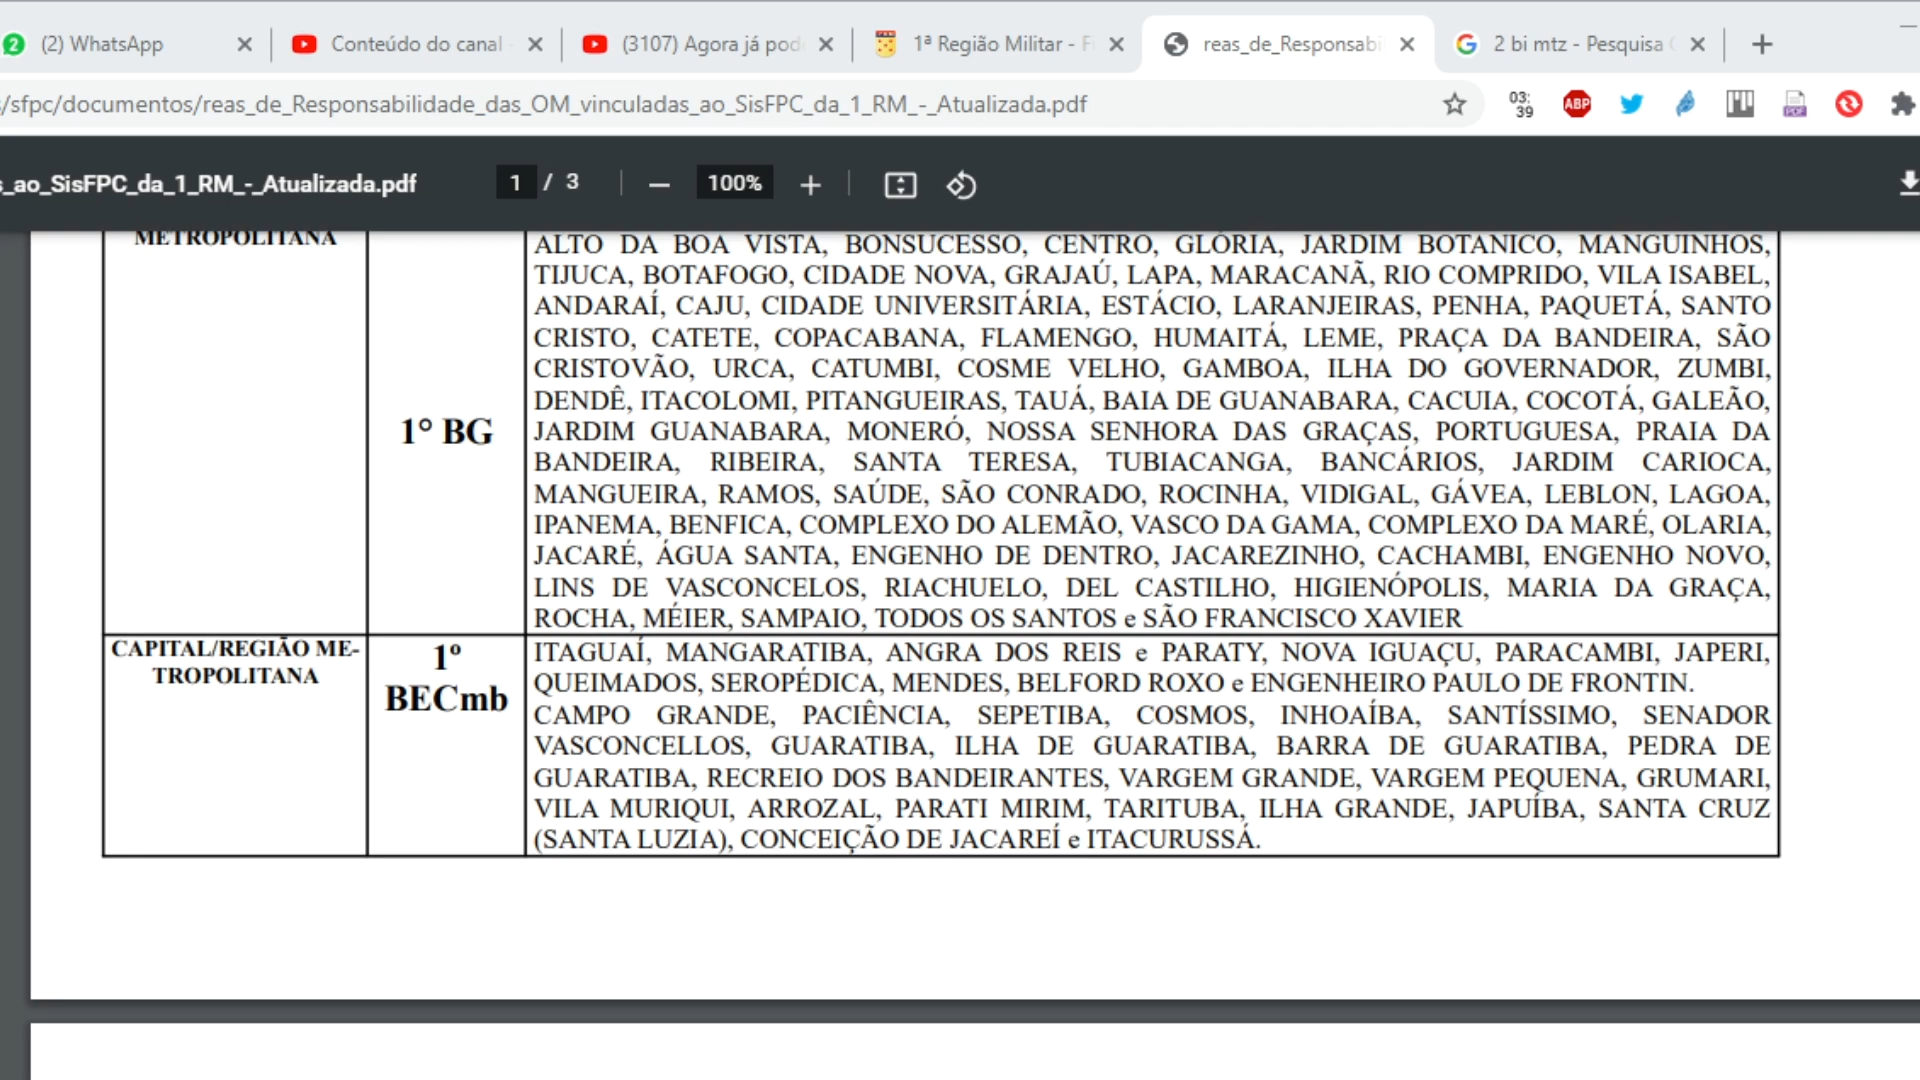 (2) WhatsApp
Conteúdo do canal
(3107) Agora já pod
1ª Região Militar - F
reas_de_Responsabi
2 bi mtz - Pesquisa
/sfpc/documentos/reas_de_Responsabilidade_das_OM_vinculadas_ao_SisFPC_da_1_RM_-_Atualizada.pdf
03:
39
ABP
PDF
s_ao_SisFPC_da_1_RM_-_Atualizada.pdf
1 / 3
100%
METROPOLITANA
1° BG
ALTO DA BOA VISTA, BONSUCESSO, CENTRO, GLÓRIA, JARDIM BOTANICO, MANGUINHOS,
TIJUCA, BOTAFOGO, CIDADE NOVA, GRAJAÚ, LAPA, MARACANÃ, RIO COMPRIDO, VILA ISABEL,
ANDARAÍ, CAJU, CIDADE UNIVERSITÁRIA, ESTÁCIO, LARANJEIRAS, PENHA, PAQUETÁ, SANTO
CRISTO, CATETE, COPACABANA, FLAMENGO, HUMAITÁ, LEME, PRAÇA DA BANDEIRA, SÃO
CRISTOVÃO, URCA, CATUMBI, COSME VELHO, GAMBOA, ILHA DO GOVERNADOR, ZUMBI,
DENDÊ, ITACOLOMI, PITANGUEIRAS, TAUÁ, BAIA DE GUANABARA, CACUIA, COCOTÁ, GALEÃO,
JARDIM GUANABARA, MONERÓ, NOSSA SENHORA DAS GRAÇAS, PORTUGUESA, PRAIA DA
BANDEIRA, RIBEIRA, SANTA TERESA, TUBIACANGA, BANCÁRIOS, JARDIM CARIOCA,
MANGUEIRA, RAMOS, SAÚDE, SÃO CONRADO, ROCINHA, VIDIGAL, GÁVEA, LEBLON, LAGOA,
IPANEMA, BENFICA, COMPLEXO DO ALEMÃO, VASCO DA GAMA, COMPLEXO DA MARÉ, OLARIA,
JACARÉ, ÁGUA SANTA, ENGENHO DE DENTRO, JACAREZINHO, CACHAMBI, ENGENHO NOVO,
LINS DE VASCONCELOS, RIACHUELO, DEL CASTILHO, HIGIENÓPOLIS, MARIA DA GRAÇA,
ROCHA, MÉIER, SAMPAIO, TODOS OS SANTOS e SÃO FRANCISCO XAVIER
CAPITAL/REGIÃO ME-
TROPOLITANA
1º
BECmb
ITAGUAÍ, MANGARATIBA, ANGRA DOS REIS e PARATY, NOVA IGUAÇU, PARACAMBI, JAPERI,
QUEIMADOS, SEROPÉDICA, MENDES, BELFORD ROXO e ENGENHEIRO PAULO DE FRONTIN.
CAMPO GRANDE, PACIÊNCIA, SEPETIBA, COSMOS, INHOAÍBA, SANTÍSSIMO, SENADOR
VASCONCELLOS, GUARATIBA, ILHA DE GUARATIBA, BARRA DE GUARATIBA, PEDRA DE
GUARATIBA, RECREIO DOS BANDEIRANTES, VARGEM GRANDE, VARGEM PEQUENA, GRUMARI,
VILA MURIQUI, ARROZAL, PARATI MIRIM, TARITUBA, ILHA GRANDE, JAPUÍBA, SANTA CRUZ
(SANTA LUZIA), CONCEIÇÃO DE JACAREÍ e ITACURUSSÁ.